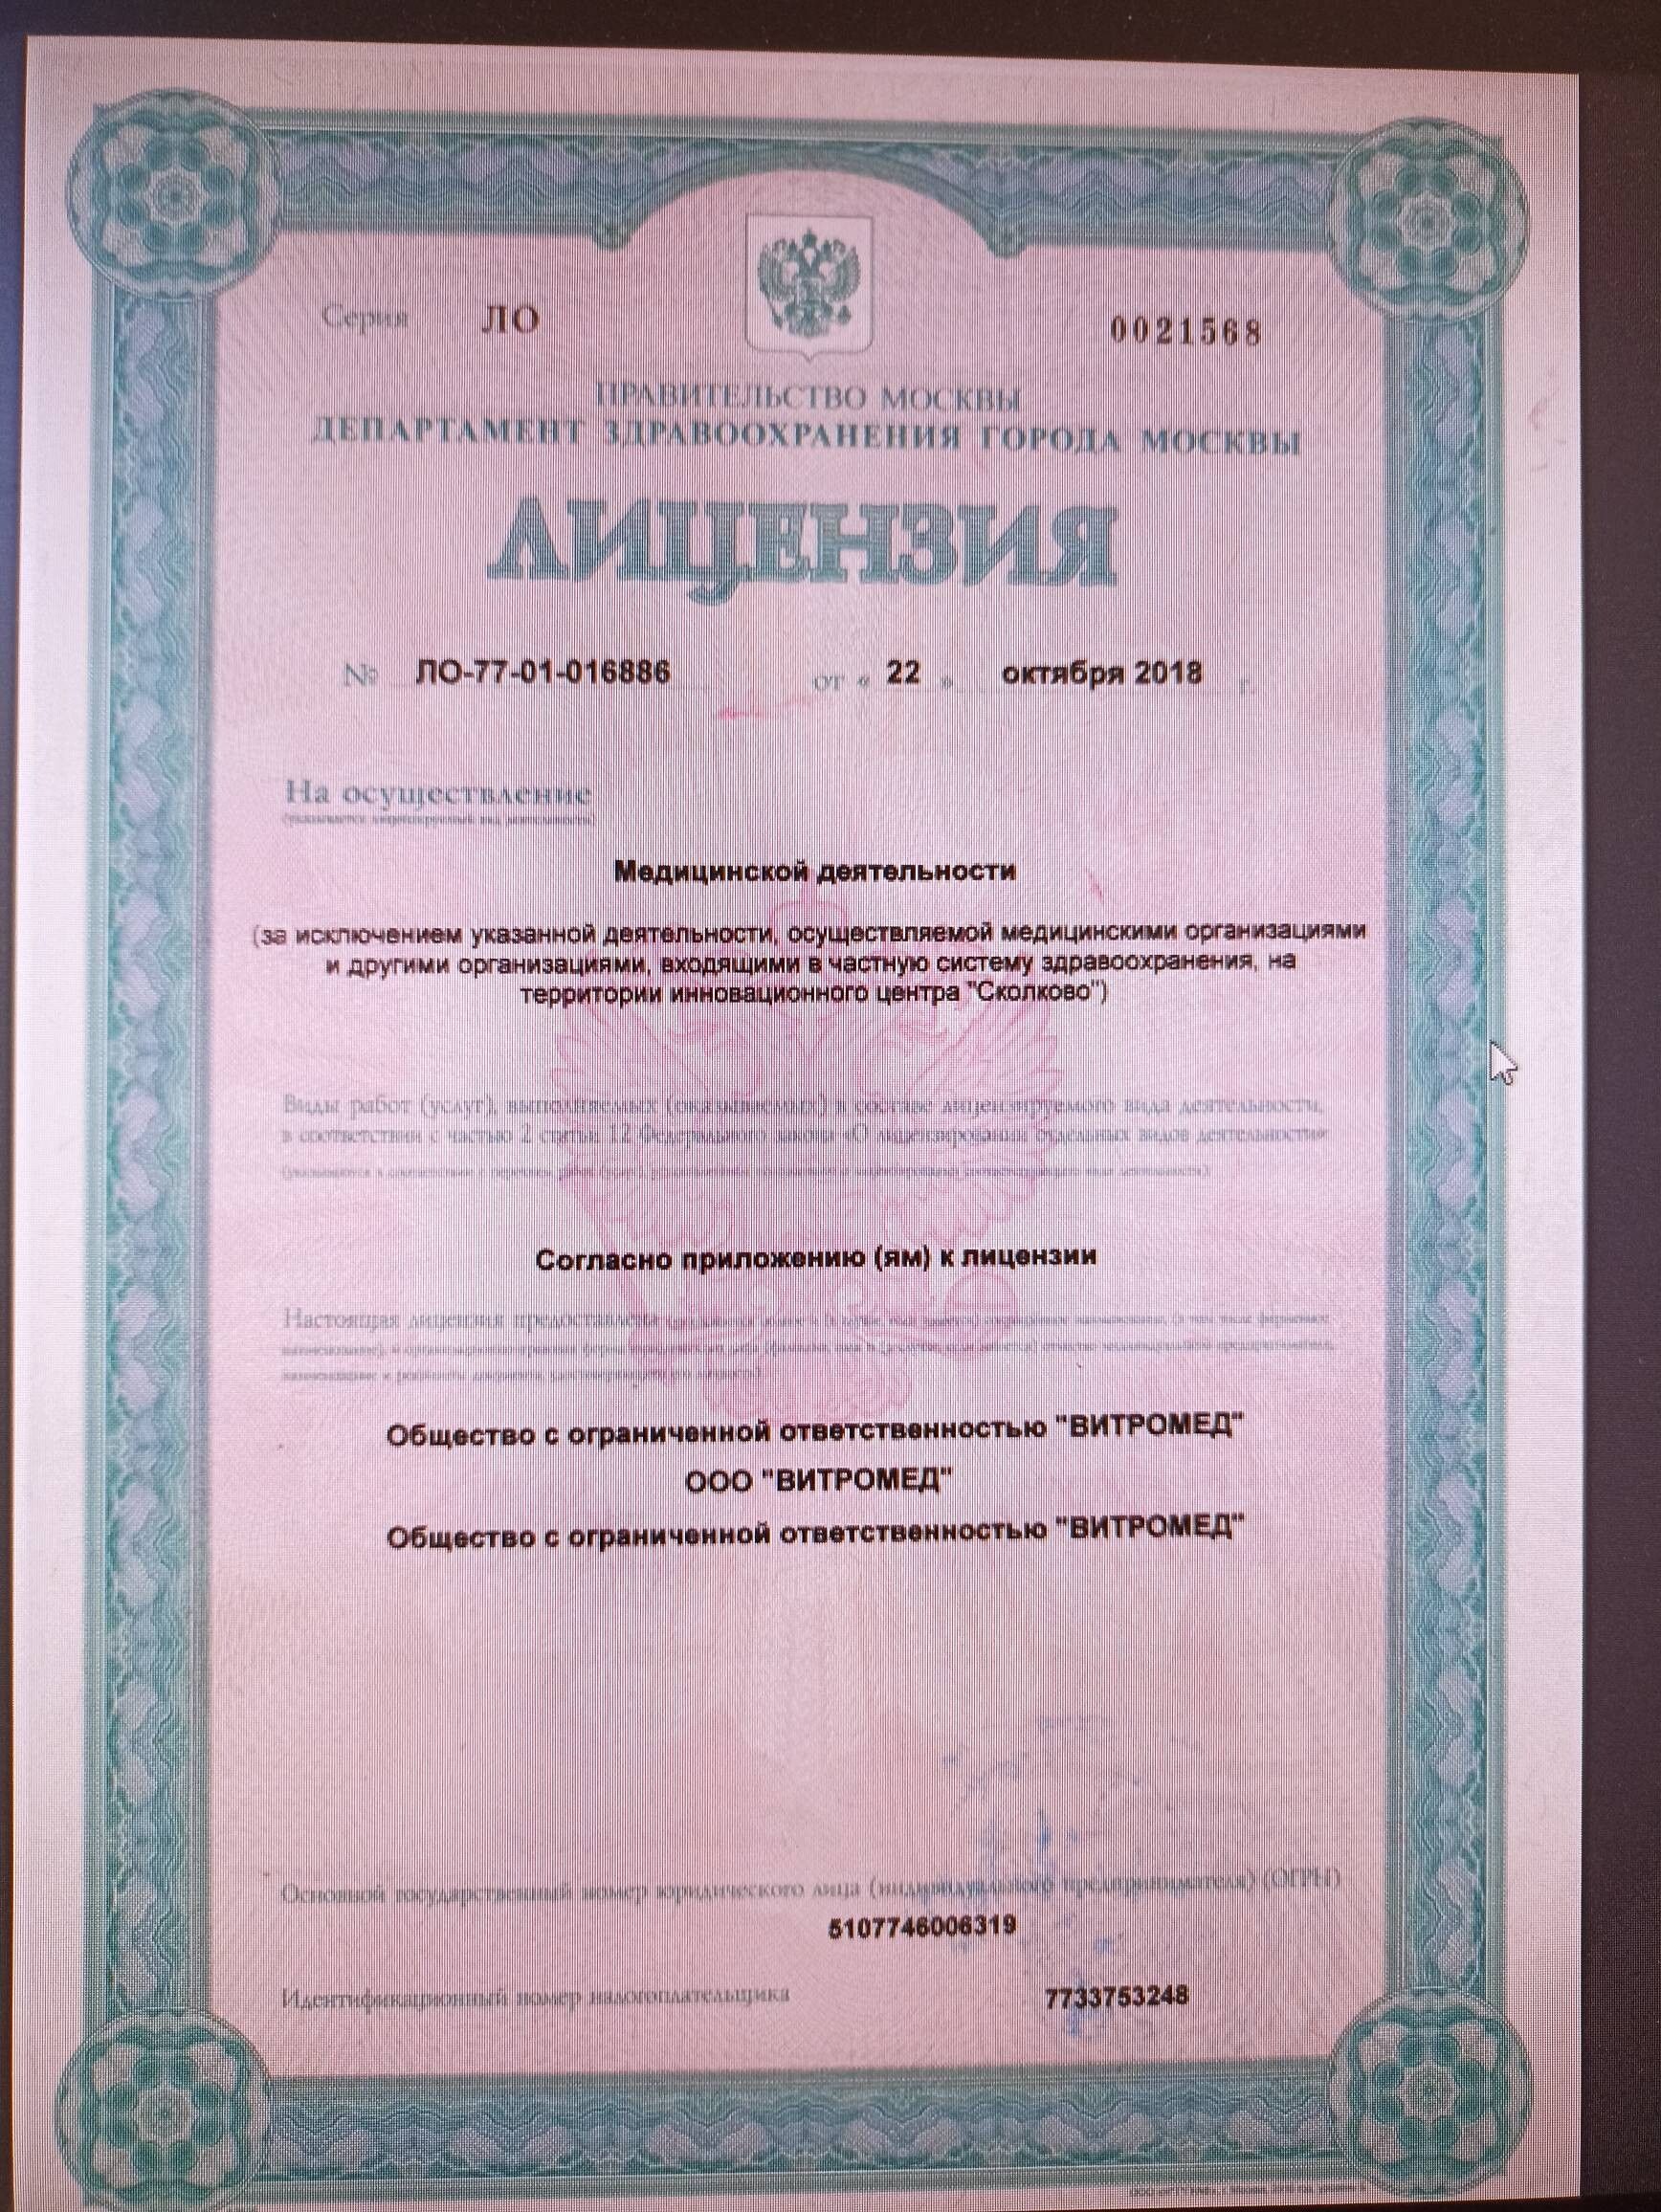 Серия ЛО 0021568
ПРАВИТЕЛЬСТВО МОСКВЫ
ДЕПАРТАМЕНТ ЗДРАВООХРАНЕНИЯ ГОРОДА МОСКВЫ
ЛИЦЕНЗИЯ
№ ЛО-77-01-016886 от « 22 » октября 2018 г.
На осуществление
(указывается лицензируемый вид деятельности)
Медицинской деятельности
(за исключением указанной деятельности, осуществляемой медицинскими организациями
и другими организациями, входящими в частную систему здравоохранения, на
территории инновационного центра "Сколково")
Виды работ (услуг), выполняемых (оказываемых) в составе лицензируемого вида деятельности,
в соответствии с частью 2 статьи 12 Федерального закона «О лицензировании отдельных видов деятельности»
Согласно приложению (ям) к лицензии
Настоящая лицензия предоставлена
Общество с ограниченной ответственностью "ВИТРОМЕД"
ООО "ВИТРОМЕД"
Общество с ограниченной ответственностью "ВИТРОМЕД"
Основной государственный номер юридического лица (индивидуального предпринимателя) (ОГРН)
5107746006319
Идентификационный номер налогоплательщика 7733753248